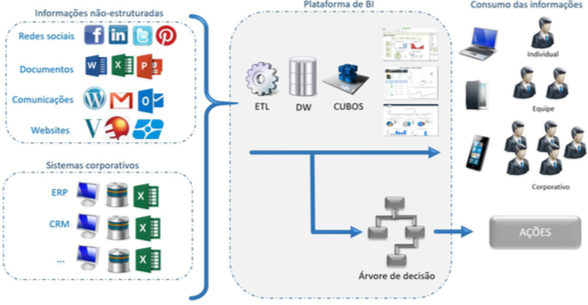 Informações não-estruturadas
Redes sociais
Documentos
Comunicações
Websites
Sistemas corporativos
ERP
CRM
...
Plataforma de BI
ETL
DW
CUBOS
Árvore de decisão
Consumo das informações
Individual
Equipe
Corporativo
AÇÕES